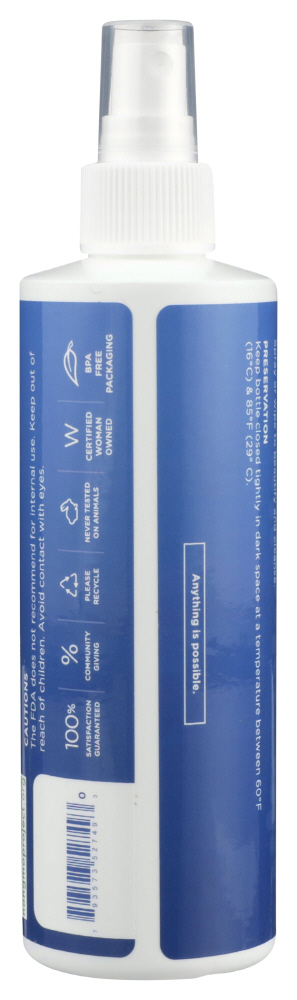 PRESERVATION
Keep bottle closed tightly in dark space at a temperature between 60°F
(16°C) & 85°F (29° C).
Anything is possible.
BPA
FREE
PACKAGING
W
CERTIFIED
WOMAN
OWNED
NEVER TESTED
ON ANIMALS
PLEASE
RECYCLE
%
COMMUNITY
GIVING
100%
SATISFACTION
GUARANTEED
CAUTIONS
The FDA does not recommend for internal use. Keep out of
reach of children. Avoid contact with eyes.